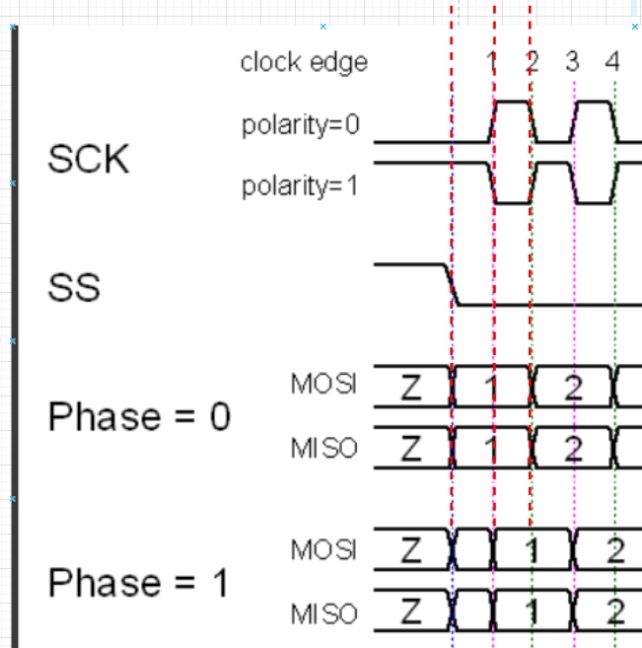 clock edge 1 2 3 4
polarity=0
SCK
polarity=1
SS
MOSI Z 1 2
Phase = 0
MISO Z 1 2
MOSI Z 1 2
Phase = 1
MISO Z 1 2